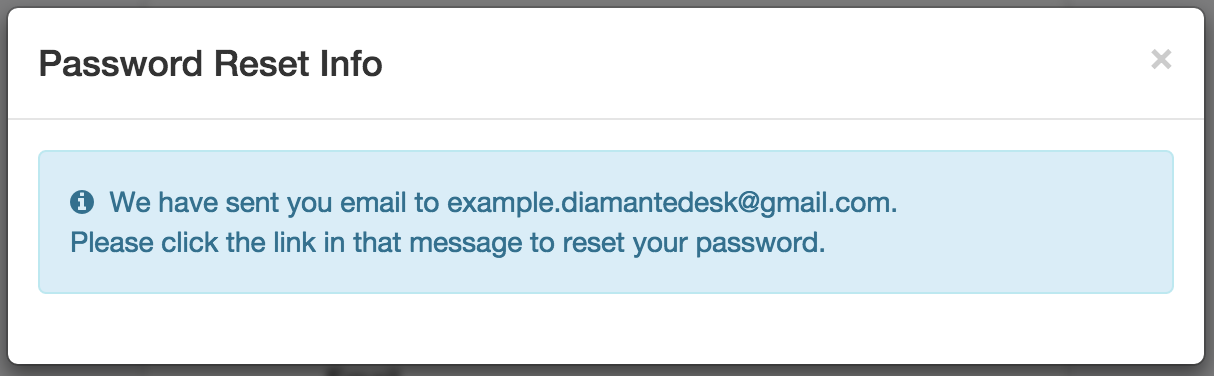 Password Reset Info
×
We have sent you email to example.diamantedesk@gmail.com.
Please click the link in that message to reset your password.